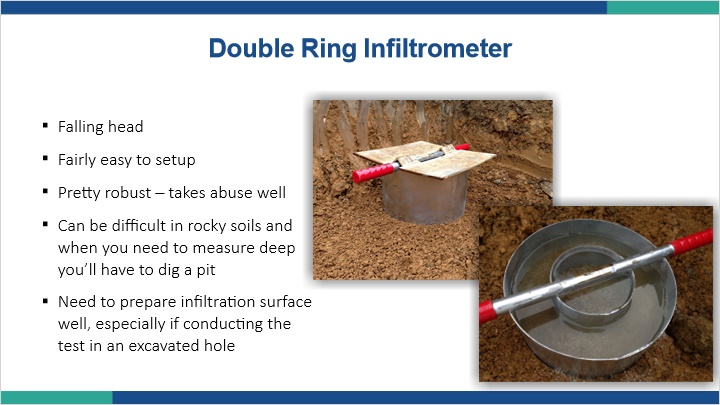 Double Ring Infiltrometer
▪ Falling head
▪ Fairly easy to setup
▪ Pretty robust – takes abuse well
▪ Can be difficult in rocky soils and
when you need to measure deep
you’ll have to dig a pit
▪ Need to prepare infiltration surface
well, especially if conducting the
test in an excavated hole